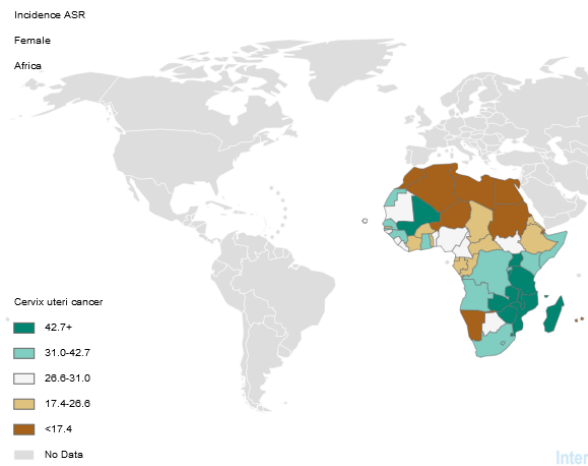 Incidence ASR
Female
Africa
Cervix uteri cancer
42.7+
31.0-42.7
26.6-31.0
17.4-26.6
<17.4
No Data
Inter